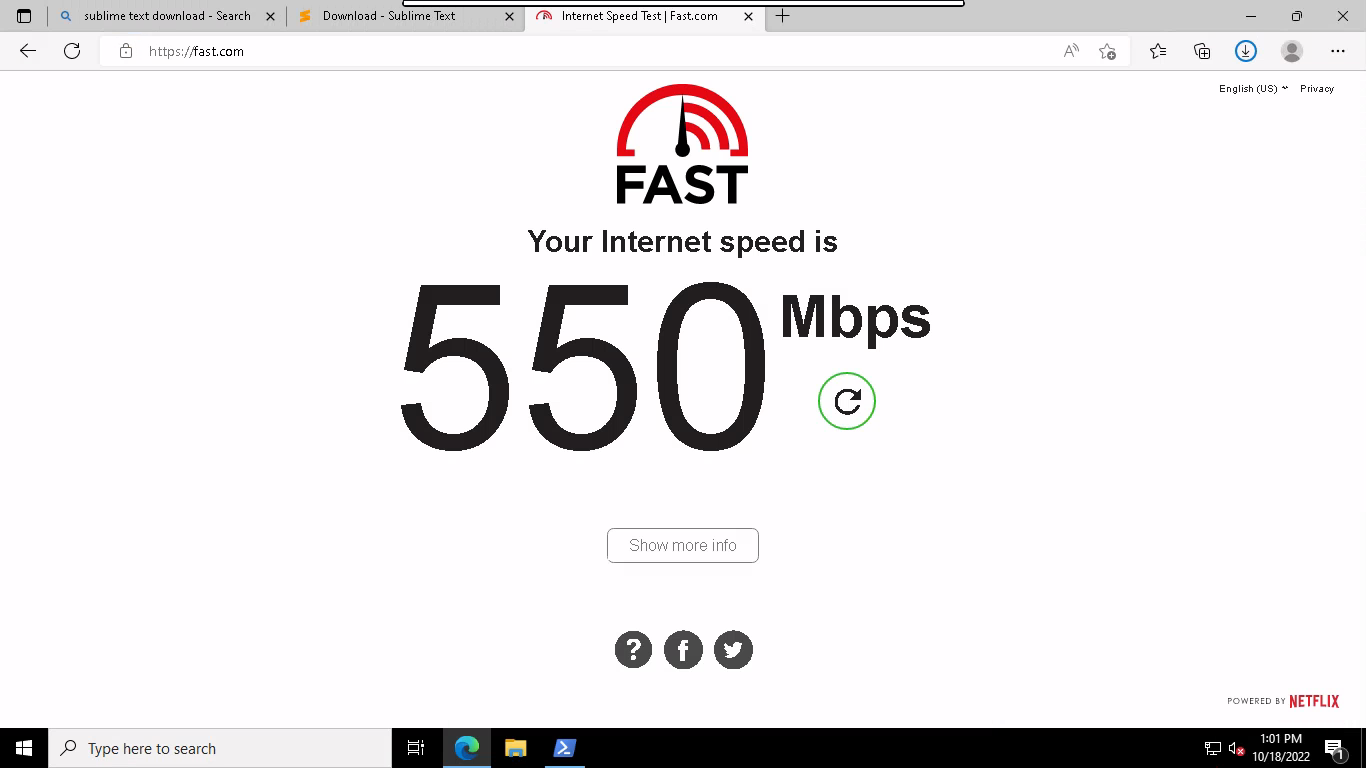 sublime text download - Search
Download - Sublime Text
Internet Speed Test | Fast.com
https://fast.com
English (US)
Privacy
FAST
Your Internet speed is
550 Mbps
Show more info
POWERED BY NETFLIX
Type here to search
1:01 PM
10/18/2022
1